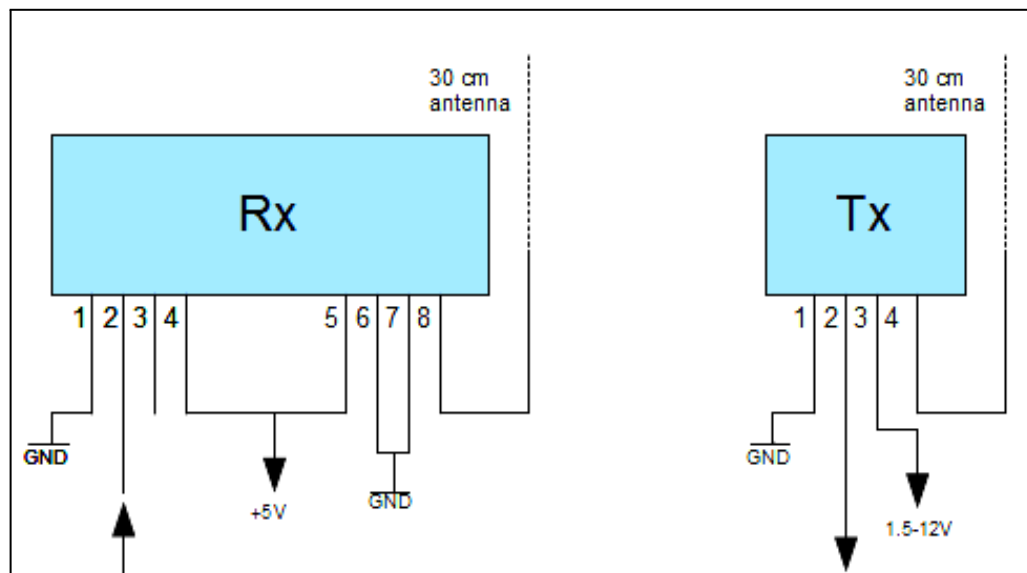 30 cm
antenna
30 cm
antenna
Rx
Tx
1 2 3 4 5 6 7 8
1 2 3 4
GND
+5V
GND
GND
1.5-12V